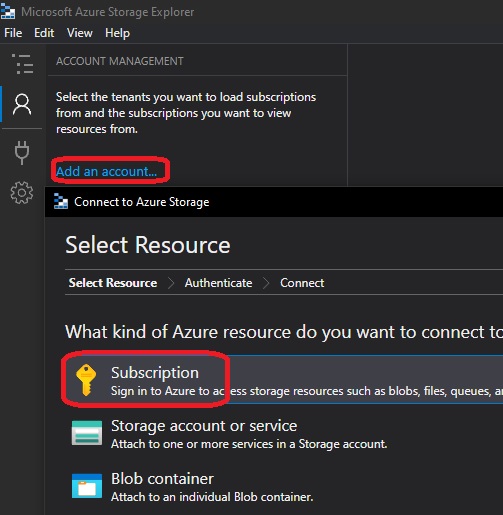 Microsoft Azure Storage Explorer
File Edit View Help
ACCOUNT MANAGEMENT
Select the tenants you want to load subscriptions
from and the subscriptions you want to view
resources from.
Add an account...
Connect to Azure Storage
Select Resource
Select Resource > Authenticate > Connect
What kind of Azure resource do you want to connect to
Subscription
Sign in to Azure to access storage resources such as blobs, files, queues,
Storage account or service
Attach to one or more services in a Storage account.
Blob container
Attach to an individual Blob container.